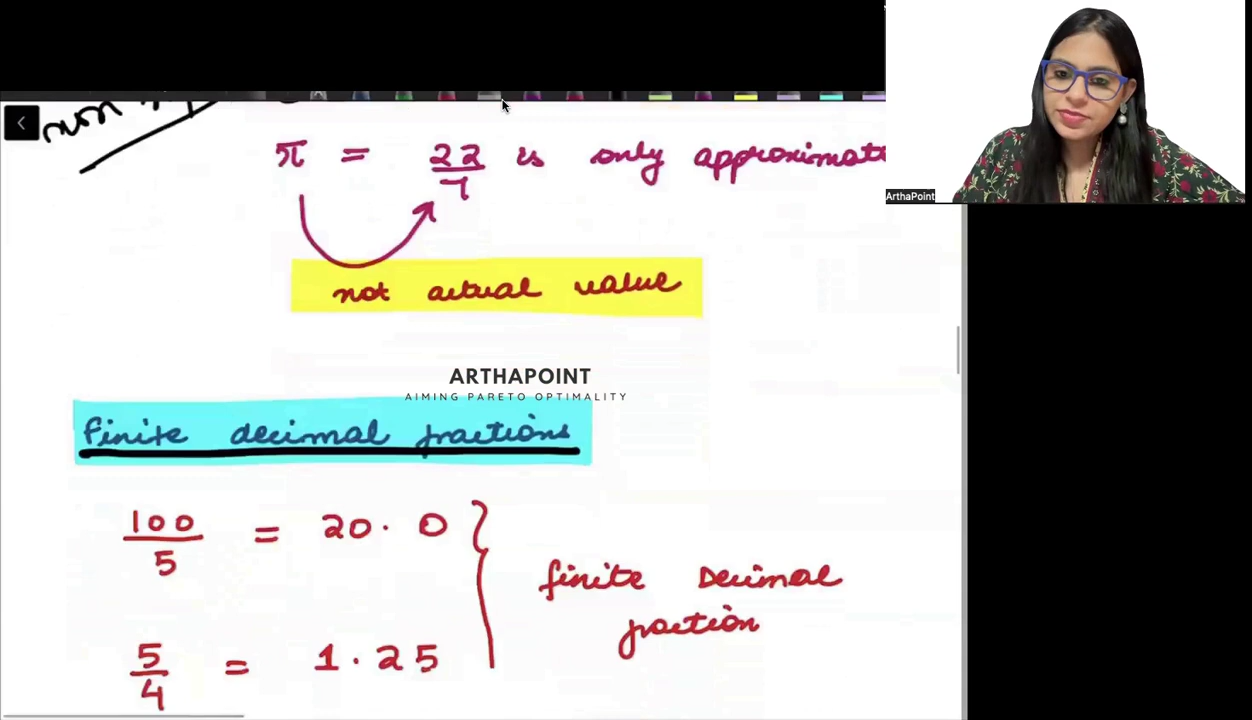 π = 22/7 is only
not actual value
ArthaPoint
ARTHAPOINT
AIMING PARETO OPTIMALITY
finite decimal fractions
100/5 = 20.0
finite Decimal
fraction
5/4 = 1.25